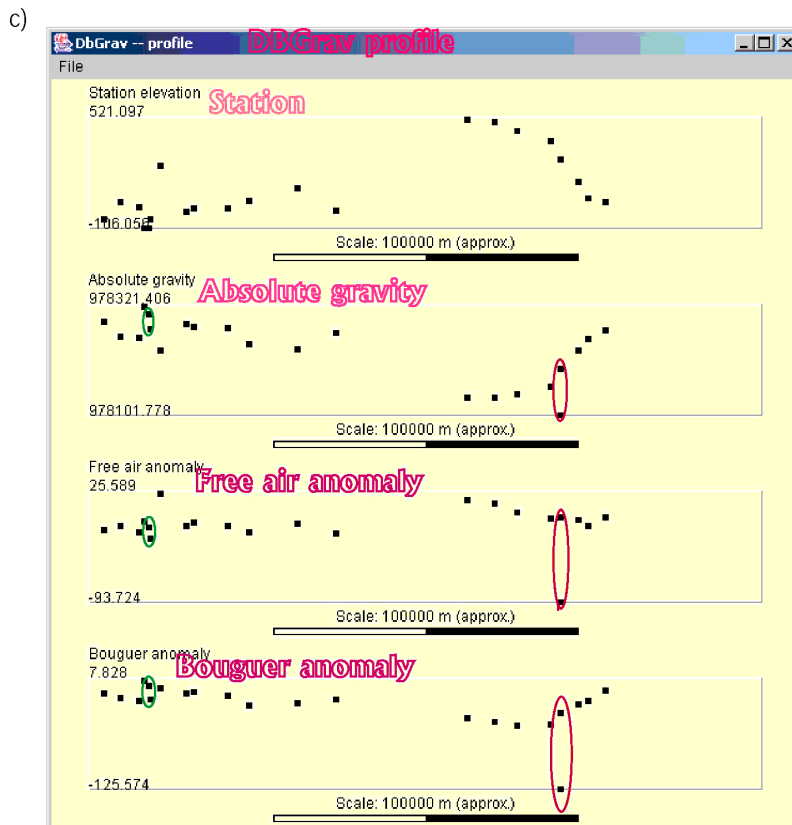 c)
DbGrav -- profile DBGrav profile
File
Station elevation
Station
521.097
-106.056
Scale: 100000 m (approx.)
Absolute gravity
Absolute gravity
978321.406
978101.778
Scale: 100000 m (approx.)
Free air anomaly
Free air anomaly
25.589
-93.724
Scale: 100000 m (approx.)
Bouguer anomaly
Bouguer anomaly
7.828
-125.574
Scale: 100000 m (approx.)